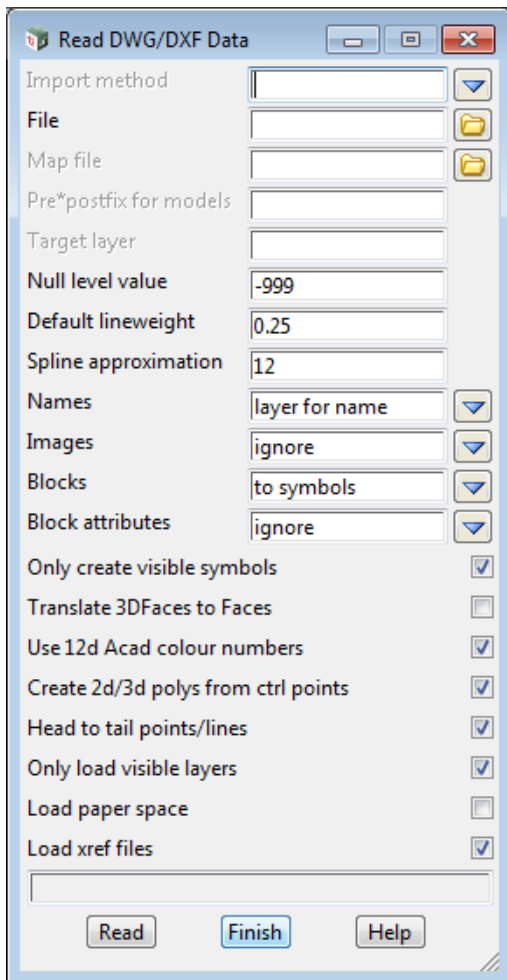 Read DWG/DXF Data
Import method
File
Map file
Pre*postfix for models
Target layer
Null level value -999
Default lineweight 0.25
Spline approximation 12
Names layer for name
Images ignore
Blocks to symbols
Block attributes ignore
Only create visible symbols
Translate 3DFaces to Faces
Use 12d Acad colour numbers
Create 2d/3d polys from ctrl points
Head to tail points/lines
Only load visible layers
Load paper space
Load xref files
Read Finish Help